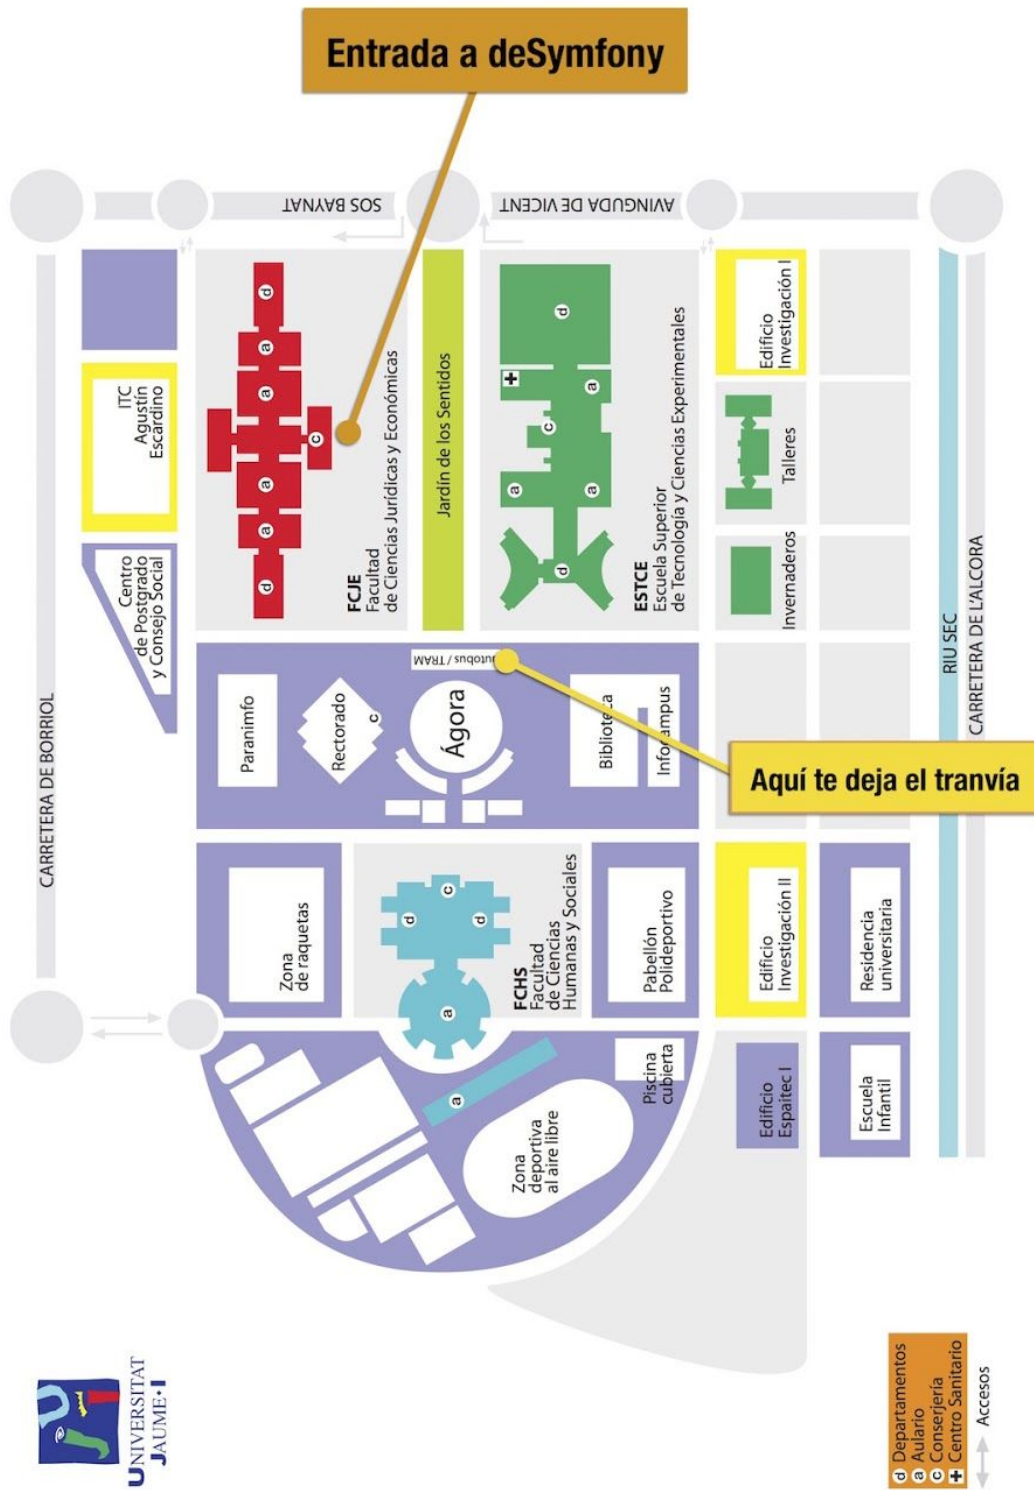 Entrada a deSymfony
SOS BAYNAT
AVINGUDA DE VICENT
CARRETERA DE BORRIOL
ITC
Agustín
Escardino
Centro
de Postgrado
y Consejo Social
d
a
a
c
a
a
d
FCJE
Facultad
de Ciencias Jurídicas y Económicas
Jardín de los Sentidos
d
a
c
a
a
d
ESTCE
Escuela Superior
de Tecnología y Ciencias Experimentales
Edificio
Investigación I
Talleres
Invernaderos
RIU SEC
CARRETERA DE L'ALCORA
Paranimfo
Rectorado
c
Ágora
utobus / TRAM
Biblioteca
Infocampus
Aquí te deja el tranvía
Zona
de raquetas
c
d
d
a
FCHS
Facultad
de Ciencias
Humanas y Sociales
Pabellón
Polideportivo
Edificio
Investigación II
Residencia
universitaria
a
Zona
deportiva
al aire libre
Piscina
cubierta
Edificio
Espaitec I
Escuela
Infantil
UNIVERSITAT
JAUME·I
d Departamentos
a Aulario
c Conserjería
Centro Sanitario
Accesos